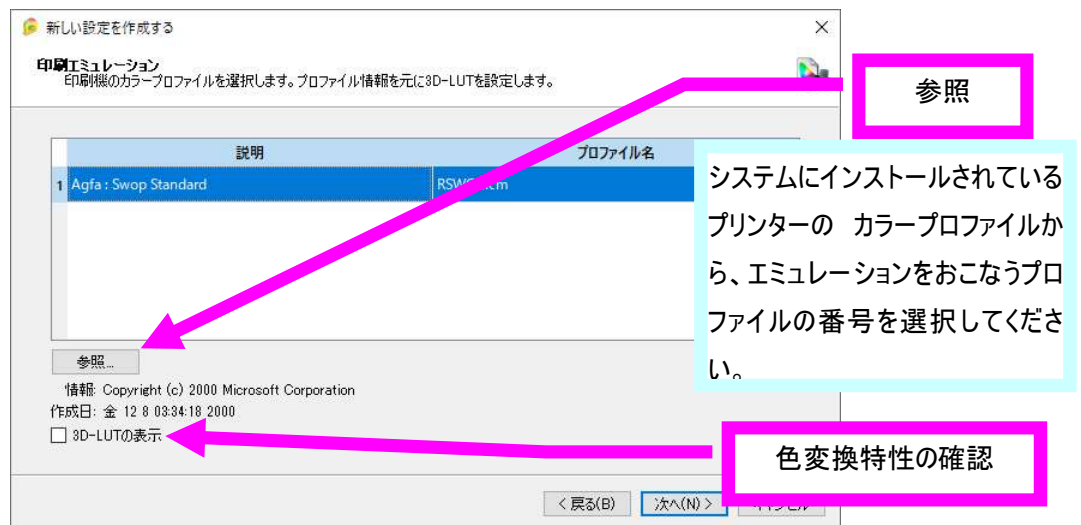 新しい設定を作成する
印刷エミュレーション
印刷機のカラープロファイルを選択します。プロファイル情報を元に3D-LUTを設定します。
参照
説明
プロファイル名
1 Agfa : Swop Standard
システムにインストールされている
プリンターの カラープロファイルか
ら、エミュレーションをおこなうプロ
ファイルの番号を選択してくださ
い。
参照...
情報: Copyright (c) 2000 Microsoft Corporation
作成日: 金 12 8 03:34:18 2000
3D-LUTの表示
色変換特性の確認
< 戻る(B)
次へ(N) >